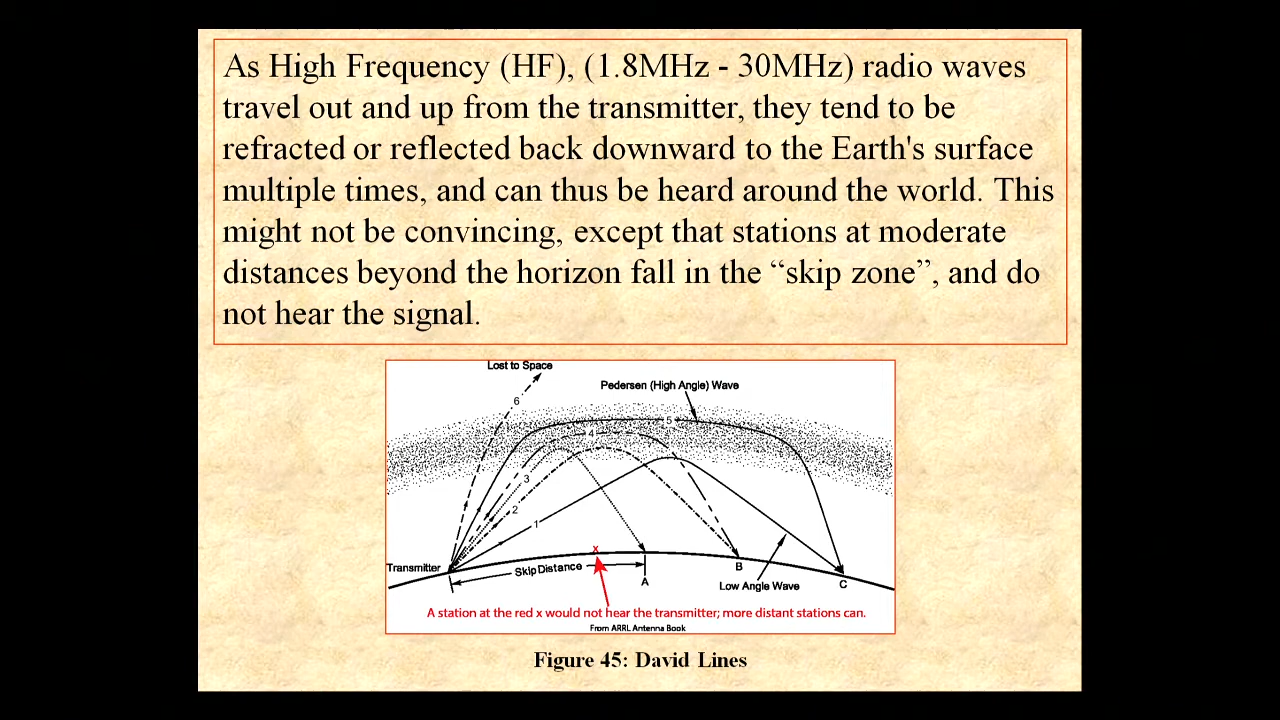 As High Frequency (HF), (1.8MHz - 30MHz) radio waves
travel out and up from the transmitter, they tend to be
refracted or reflected back downward to the Earth's surface
multiple times, and can thus be heard around the world. This
might not be convincing, except that stations at moderate
distances beyond the horizon fall in the “skip zone”, and do
not hear the signal.
Lost to Space
Pedersen (High Angle) Wave
6
5
4
3
2
1
x
Transmitter
Skip Distance
A
B
C
Low Angle Wave
A station at the red x would not hear the transmitter; more distant stations can.
From ARRL Antenna Book
Figure 45: David Lines